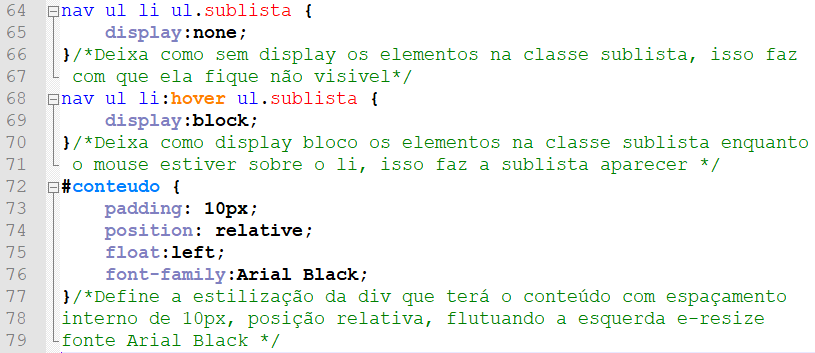 64 nav ul li ul.sublista {
65 display:none;
66 }/*Deixa como sem display os elementos na classe sublista, isso faz
67 com que ela fique não visivel*/
68 nav ul li:hover ul.sublista {
69 display:block;
70 }/*Deixa como display bloco os elementos na classe sublista enquanto
71 o mouse estiver sobre o li, isso faz a sublista aparecer */
72 #conteudo {
73 padding: 10px;
74 position: relative;
75 float:left;
76 font-family:Arial Black;
77 }/*Define a estilização da div que terá o conteúdo com espaçamento
78 interno de 10px, posição relativa, flutuando a esquerda e-resize
79 fonte Arial Black */